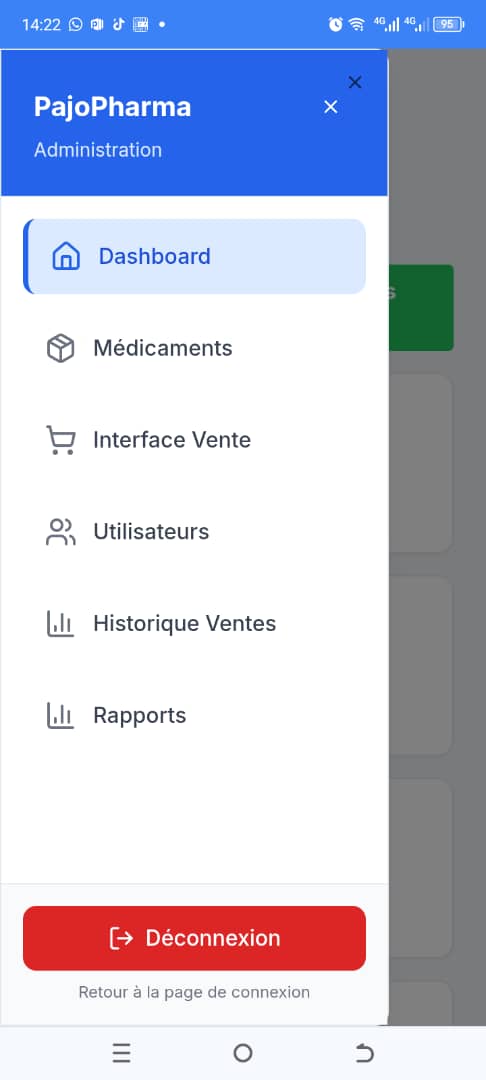 14:22
4G
4G
95
PajoPharma
Administration
Dashboard
Médicaments
Interface Vente
Utilisateurs
Historique Ventes
Rapports
Déconnexion
Retour à la page de connexion